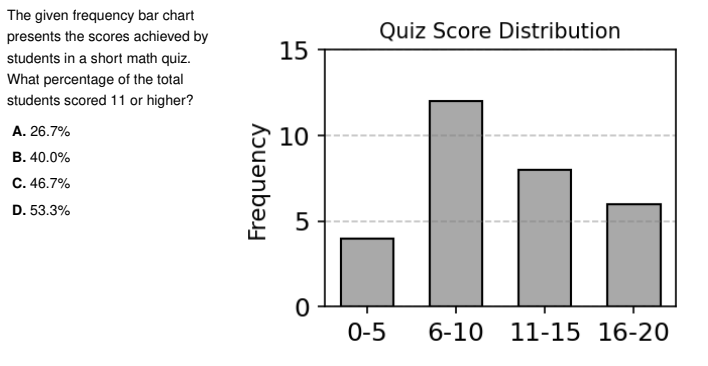 The given frequency bar chart
presents the scores achieved by
students in a short math quiz.
What percentage of the total
students scored 11 or higher?
A. 26.7%
B. 40.0%
C. 46.7%
D. 53.3%
Quiz Score Distribution
Frequency
15
10
5
0
0-5 6-10 11-15 16-20